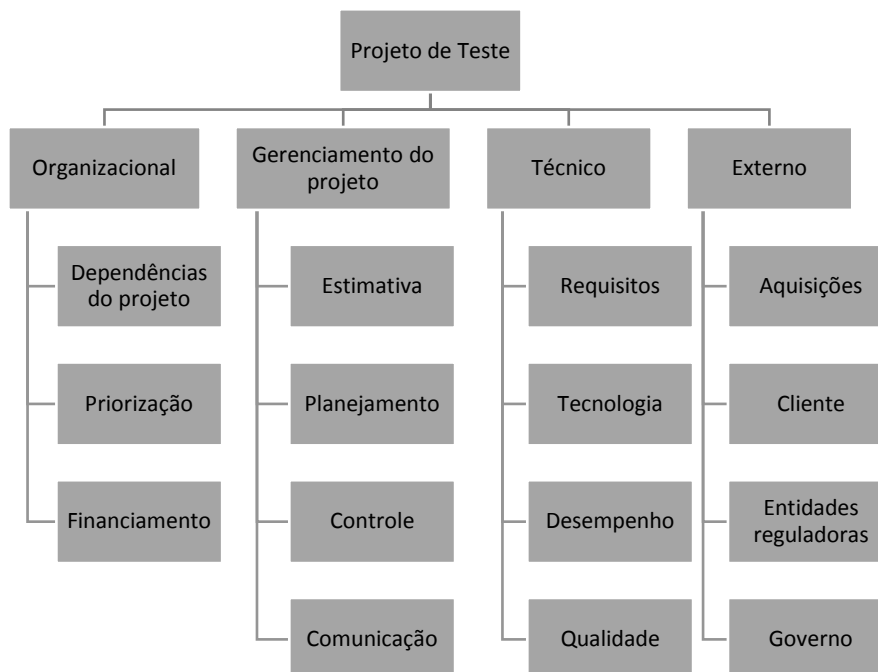 Projeto de Teste
Organizacional
Gerenciamento do
projeto
Técnico
Externo
Dependências
do projeto
Estimativa
Requisitos
Aquisições
Priorização
Planejamento
Tecnologia
Cliente
Financiamento
Controle
Desempenho
Entidades
reguladoras
Comunicação
Qualidade
Governo